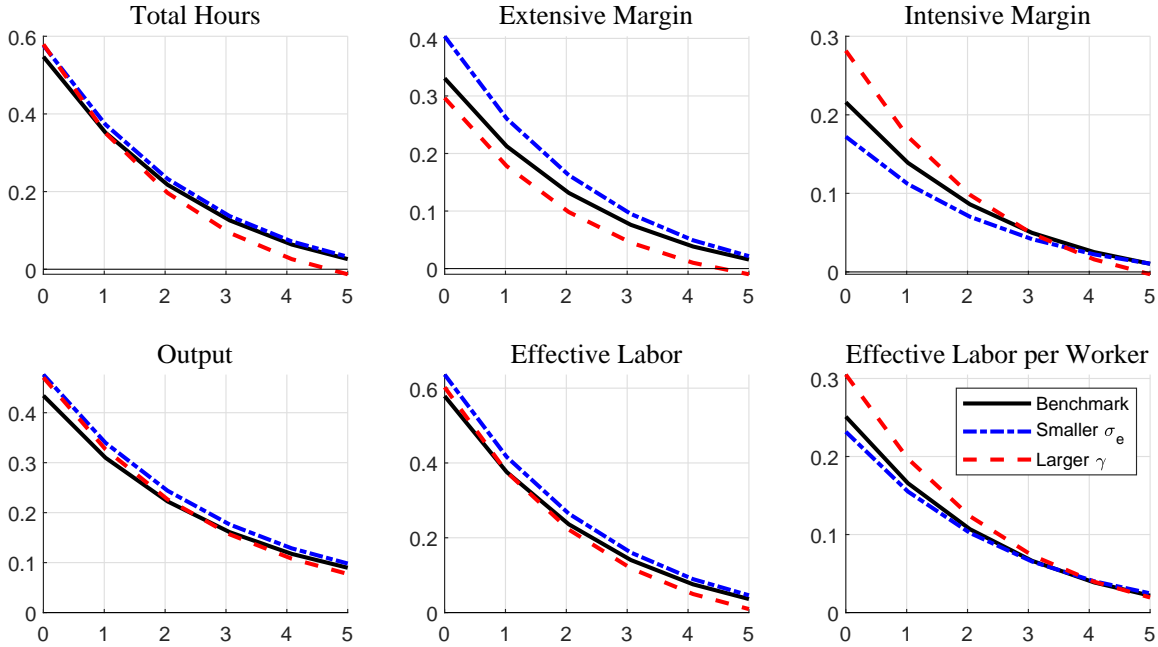 Total Hours
0.6
0.4
0.2
0
0 1 2 3 4 5
Extensive Margin
0.4
0.3
0.2
0.1
0
0 1 2 3 4 5
Intensive Margin
0.3
0.2
0.1
0
0 1 2 3 4 5
Output
0.4
0.3
0.2
0.1
0
0 1 2 3 4 5
Effective Labor
0.6
0.4
0.2
0
0 1 2 3 4 5
Effective Labor per Worker
0.3
0.2
0.1
0
0 1 2 3 4 5
Benchmark
Smaller σ_e
Larger γ